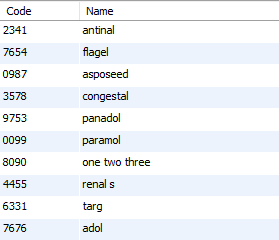 Code Name
2341 antinal
7654 flagel
0987 asposeed
3578 congestal
9753 panadol
0099 paramol
8090 one two three
4455 renal s
6331 targ
7676 adol